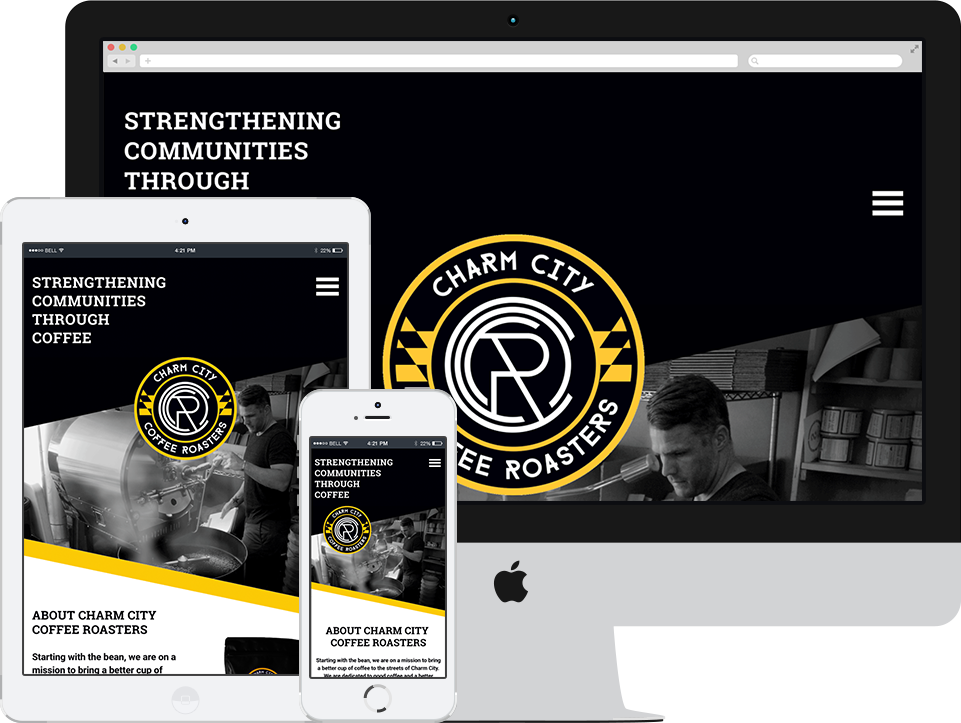 STRENGTHENING
COMMUNITIES
THROUGH
CHARM CITY
EE ROASTERS
CR
BELL
4:21 PM
22%
STRENGTHENING
COMMUNITIES
THROUGH
COFFEE
CHARM CITY
COFFEE ROASTERS
CR
ABOUT CHARM CITY
COFFEE ROASTERS
Starting with the bean, we are on a
mission to bring a better cup of
BELL
4:21 PM
22%
STRENGTHENING
COMMUNITIES
THROUGH
COFFEE
CHARM CITY
COFFEE ROASTERS
CR
ABOUT CHARM CITY
COFFEE ROASTERS
Starting with the bean, we are on a mission to bring
a better cup of coffee to the streets of Charm City.
We are dedicated to good coffee and a better